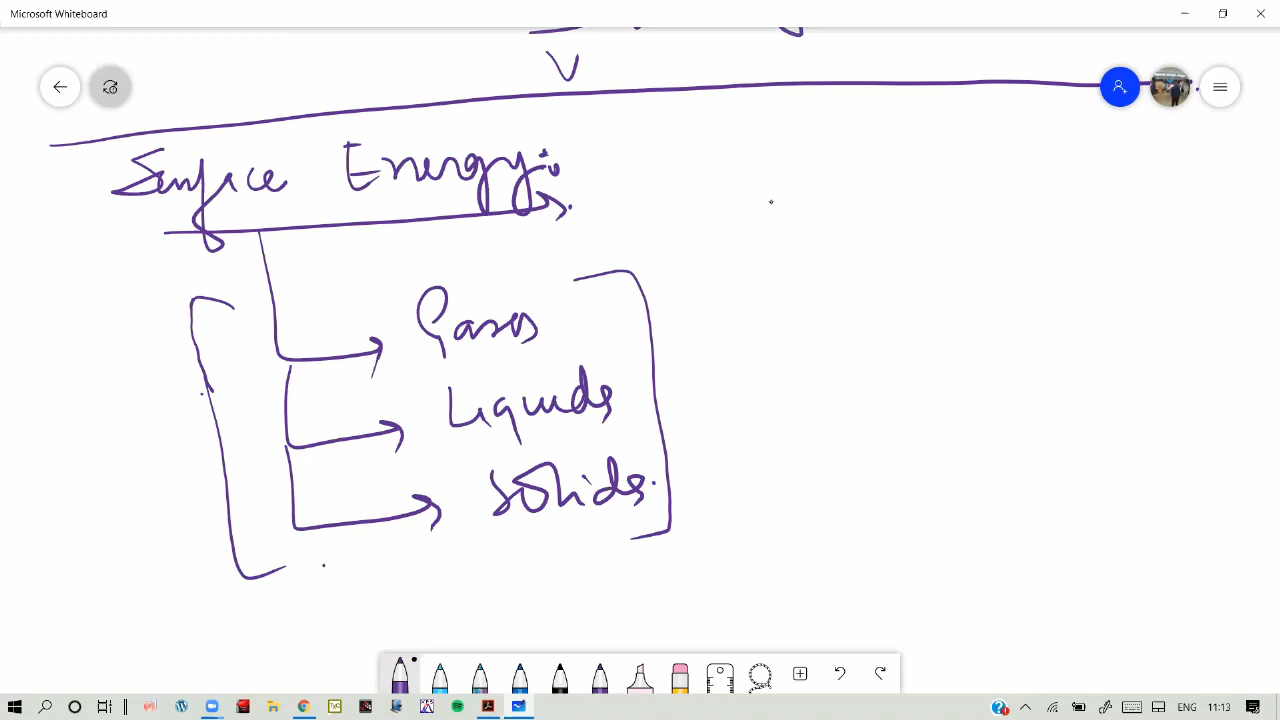 Microsoft Whiteboard
V
Surface Energy:
Gases
Liquids
Solids.
ENG
11:13